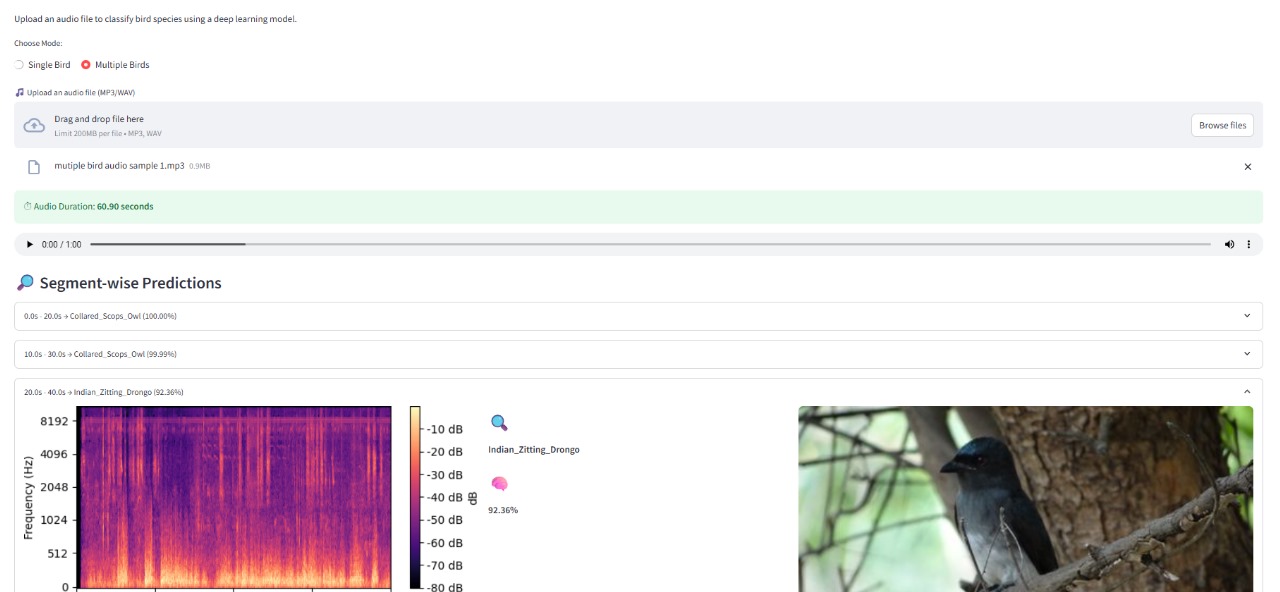 Upload an audio file to classify bird species using a deep learning model.
Choose Mode:
Single Bird Multiple Birds
Upload an audio file (MP3/WAV)
Drag and drop file here
Limit 200MB per file • MP3, WAV
Browse files
mutiple bird audio sample 1.mp3 0.9MB
Audio Duration: 60.90 seconds
0:00 / 1:00
Segment-wise Predictions
0.0s - 20.0s → Collared_Scops_Owl (100.00%)
10.0s - 30.0s → Collared_Scops_Owl (99.99%)
20.0s - 40.0s → Indian_Zitting_Drongo (92.36%)
Frequency (Hz)
8192
4096
2048
1024
512
0
-10 dB
-20 dB
-30 dB
-40 dB
-50 dB
-60 dB
-70 dB
-80 dB
dB
Indian_Zitting_Drongo
92.36%